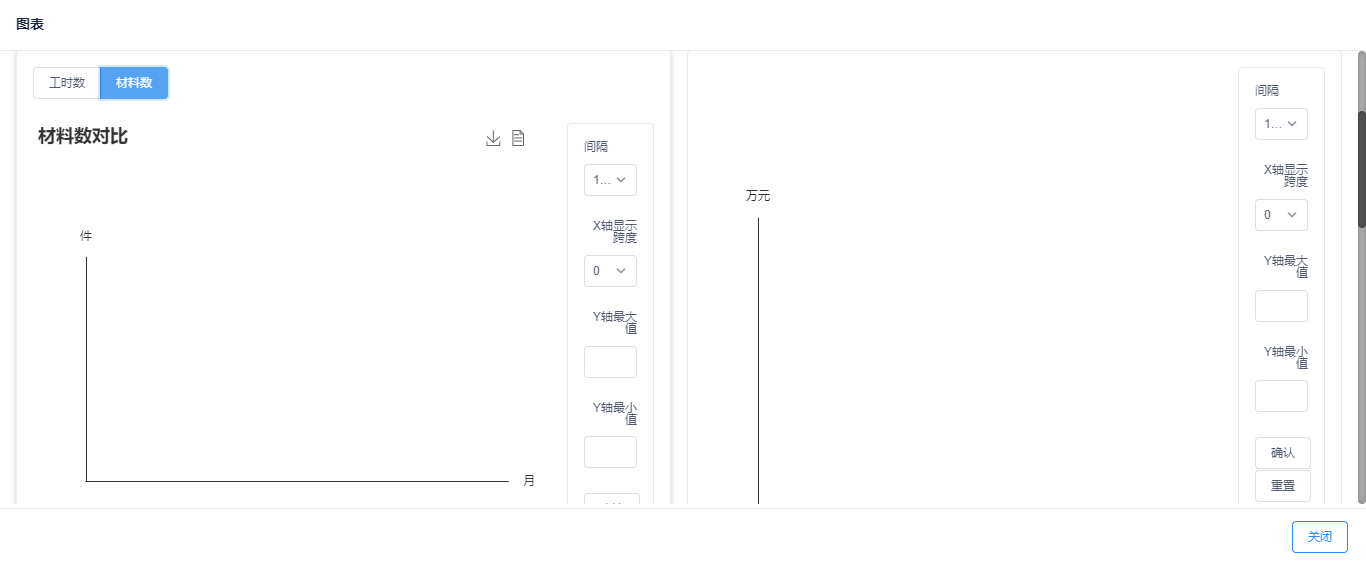 图表
工时数
材料数
材料数对比
件
月
间隔
1...
X轴显示
跨度
0
Y轴最大
值
Y轴最小
值
万元
间隔
1...
X轴显示
跨度
0
Y轴最大
值
Y轴最小
值
确认
重置
关闭